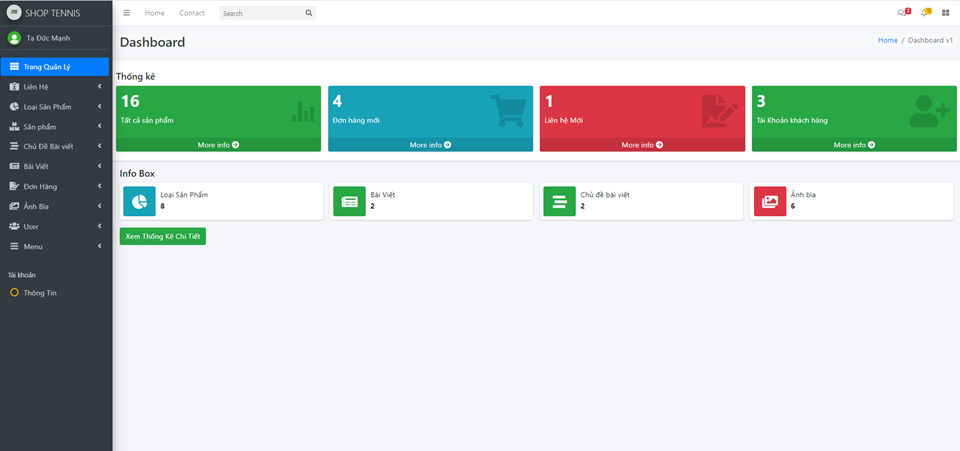 SHOP TENNIS
Home Contact Search
Tạ Đức Mạnh
Dashboard
Home / Dashboard v1
Trang Quản Lý
Liên Hệ
Loại Sản Phẩm
Sản phẩm
Chủ Đề Bài viết
Bài Viết
Đơn Hàng
Ảnh Bìa
User
Menu
Tài khoản
Thông Tin
Thống kê
16
Tất cả sản phẩm
More info
4
Đơn hàng mới
More info
1
Liên hệ Mới
More info
3
Tài Khoản khách hàng
More info
Info Box
Loại Sản Phẩm
8
Bài Viết
2
Chủ đề bài viết
2
Ảnh bìa
6
Xem Thống Kê Chi Tiết